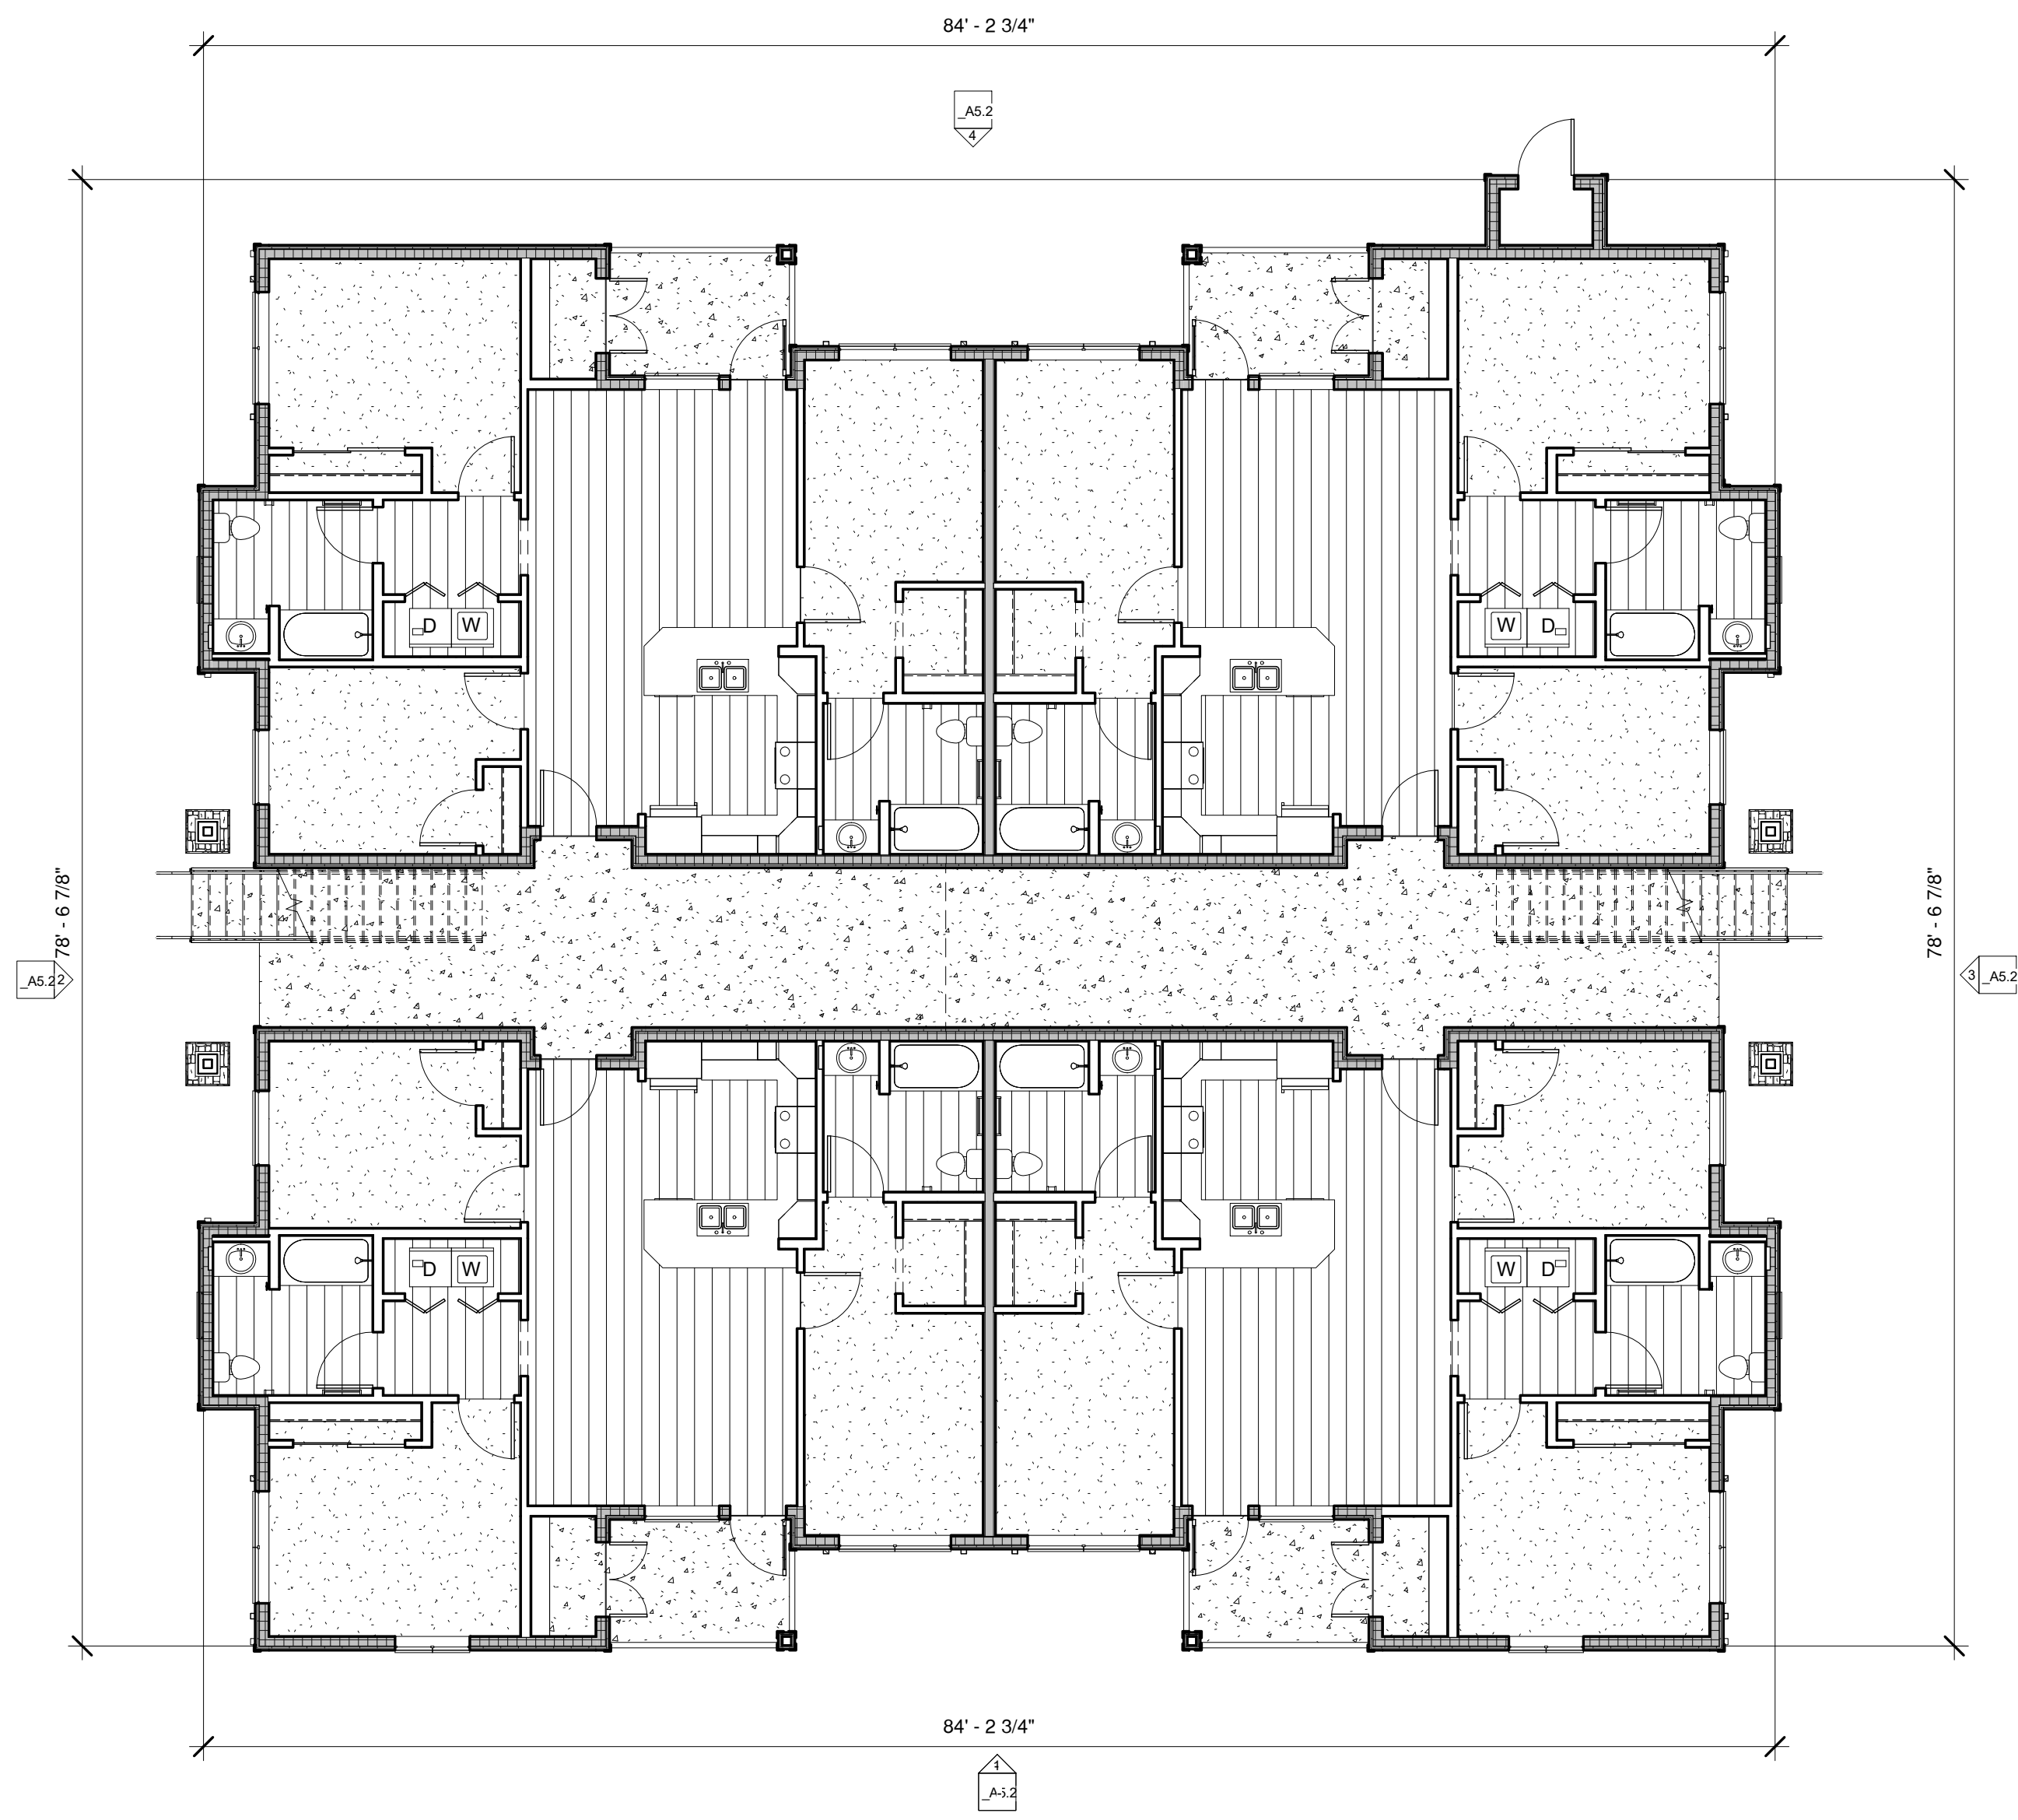 84' - 2 3/4"
_A5.2
4
D W
W D
78' - 6 7/8"
78' - 6 7/8"
_A5.2 2
3 _A5.2
D W
W D
84' - 2 3/4"
1
_A5.2